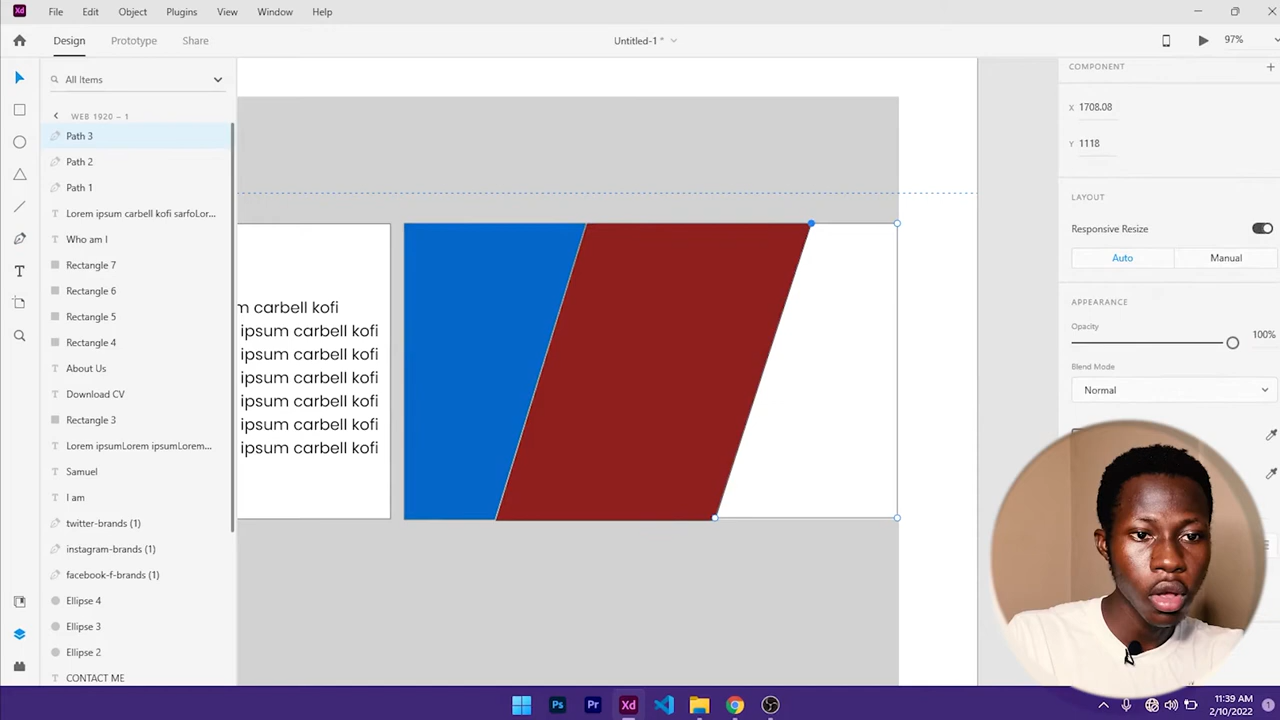 Xd File Edit Object Plugins View Window Help
Design Prototype Share Untitled-1 * 97%
All Items
WEB 1920 – 1
Path 3
Path 2
Path 1
Lorem ipsum carbell kofi sarfoLor...
Who am I
Rectangle 7
Rectangle 6
Rectangle 5
Rectangle 4
About Us
Download CV
Rectangle 3
Lorem ipsumLorem ipsumLorem...
Samuel
I am
twitter-brands (1)
instagram-brands (1)
facebook-f-brands (1)
Ellipse 4
Ellipse 3
Ellipse 2
CONTACT ME
m carbell kofi
ipsum carbell kofi
ipsum carbell kofi
ipsum carbell kofi
ipsum carbell kofi
ipsum carbell kofi
ipsum carbell kofi
COMPONENT
X 1708.08
Y 1118
LAYOUT
Responsive Resize
Auto Manual
APPEARANCE
Opacity
100%
Blend Mode
Normal
Ps Pr Xd
11:39 AM
2/10/2022